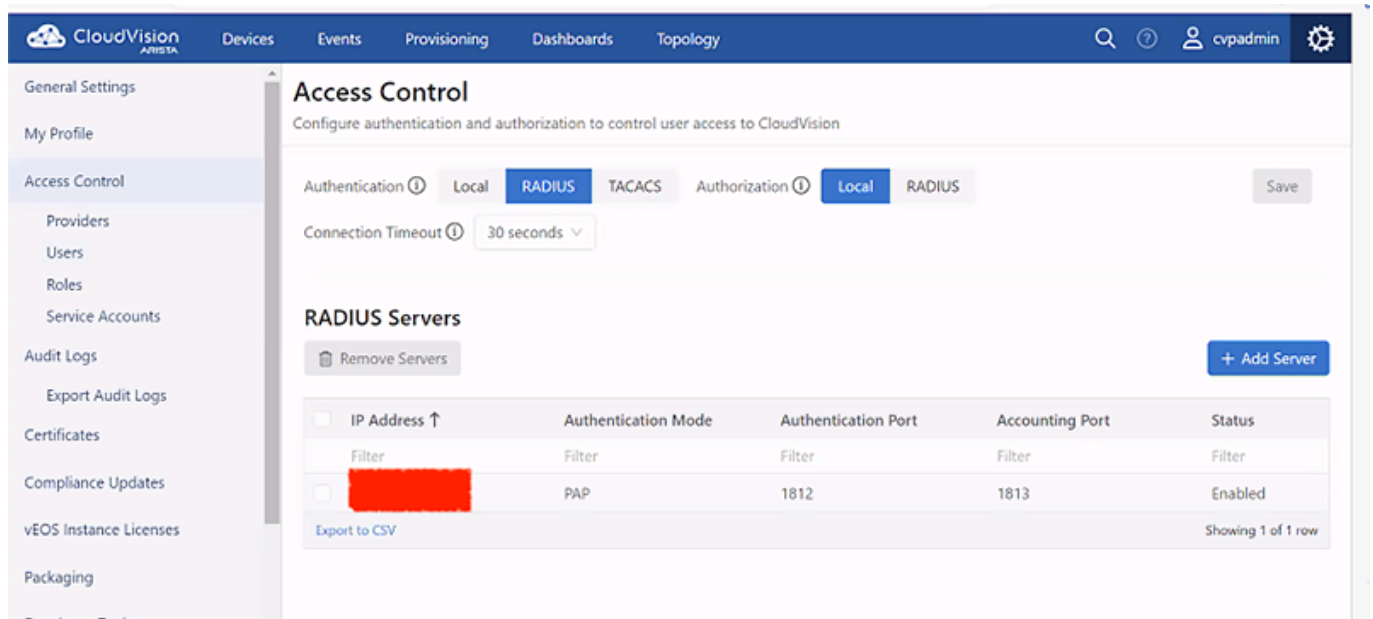 CloudVision
ARISTA
Devices Events Provisioning Dashboards Topology cvpadmin
General Settings
My Profile
Access Control
Providers
Users
Roles
Service Accounts
Audit Logs
Export Audit Logs
Certificates
Compliance Updates
vEOS Instance Licenses
Packaging
Access Control
Configure authentication and authorization to control user access to CloudVision
Authentication Local RADIUS TACACS Authorization Local RADIUS Save
Connection Timeout 30 seconds
RADIUS Servers
Remove Servers + Add Server
IP Address ↑ Authentication Mode Authentication Port Accounting Port Status
Filter Filter Filter Filter Filter
PAP 1812 1813 Enabled
Export to CSV Showing 1 of 1 row